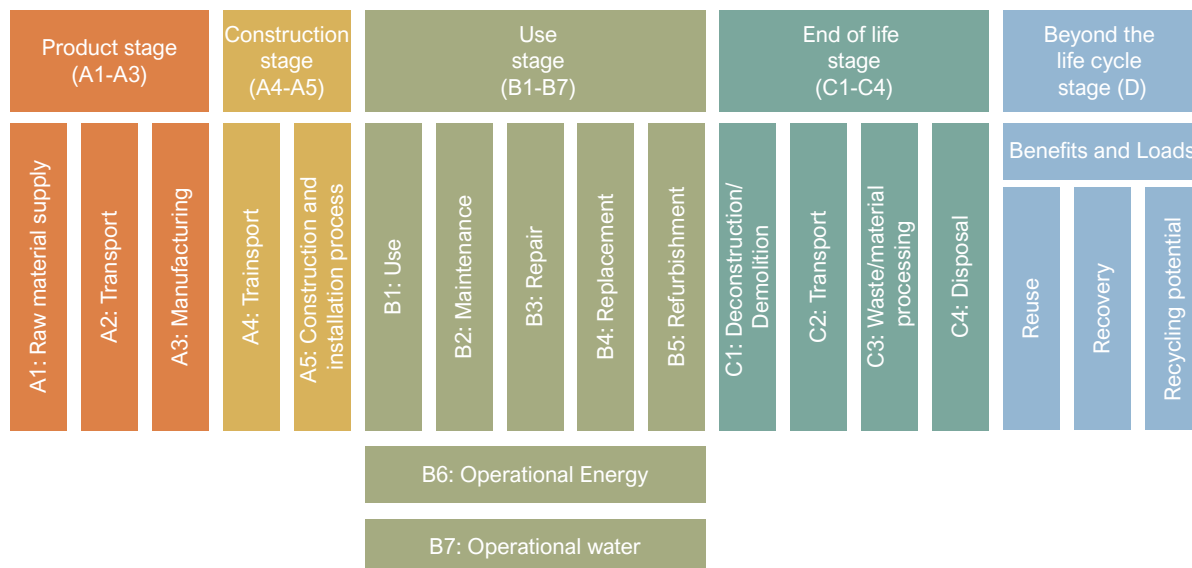 Product stage
(A1-A3)
Construction
stage
(A4-A5)
Use
stage
(B1-B7)
End of life
stage
(C1-C4)
Beyond the
life cycle
stage (D)
A1: Raw material supply
A2: Transport
A3: Manufacturing
A4: Trainsport
A5: Construction and
installation process
B1: Use
B2: Maintenance
B3: Repair
B4: Replacement
B5: Refurbishment
C1: Deconstruction/
Demolition
C2: Transport
C3: Waste/material
processing
C4: Disposal
Benefits and Loads
Reuse
Recovery
Recycling potential
B6: Operational Energy
B7: Operational water